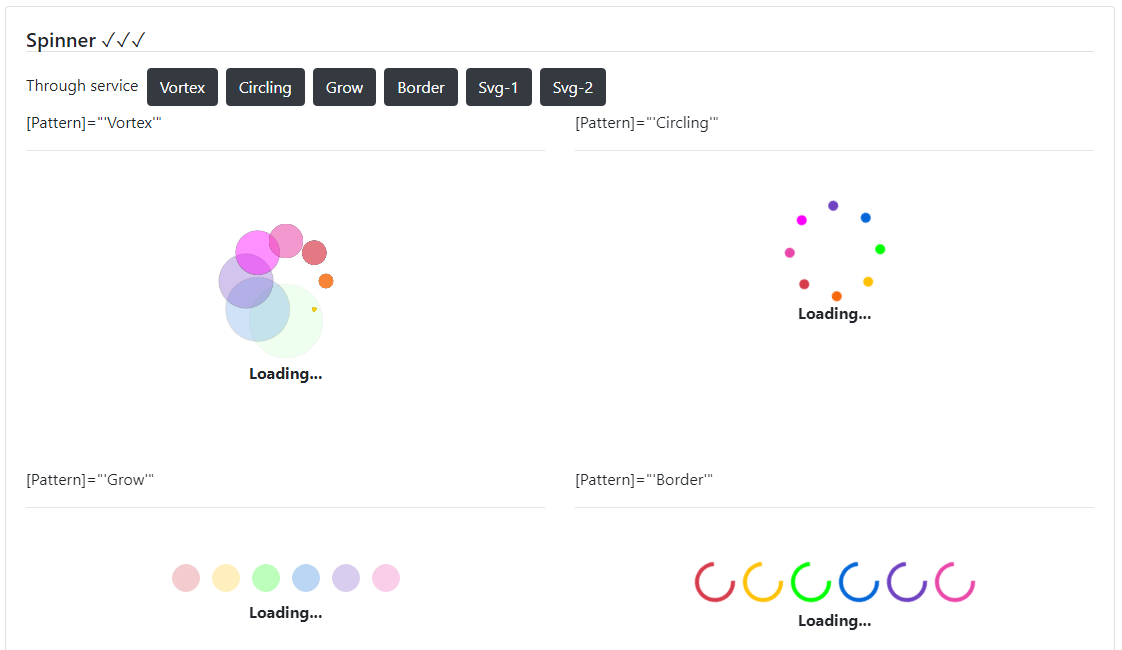 Spinner ✓✓✓
Through service Vortex Circling Grow Border Svg-1 Svg-2
[Pattern]="'Vortex'" [Pattern]="'Circling'"
Loading...
Loading...
[Pattern]="'Grow'" [Pattern]="'Border'"
Loading...
Loading...